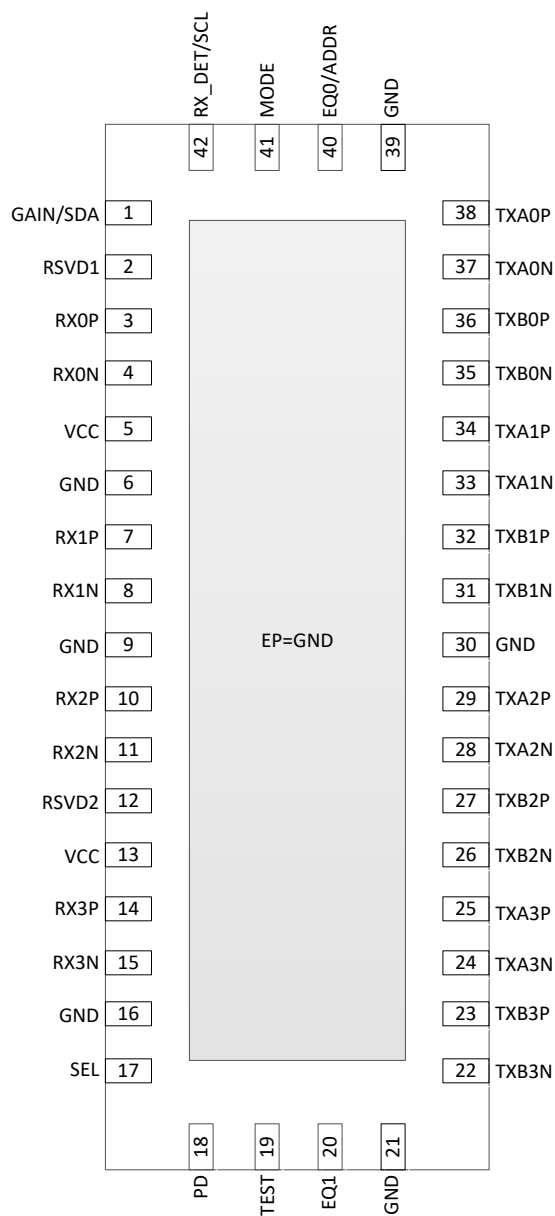 RX_DET/SCL MODE EQ0/ADDR GND
42 41 40 39
GAIN/SDA 1 38 TXA0P
RSVD1 2 37 TXA0N
RX0P 3 36 TXB0P
RX0N 4 35 TXB0N
VCC 5 34 TXA1P
GND 6 33 TXA1N
RX1P 7 32 TXB1P
RX1N 8 31 TXB1N
GND 9 EP=GND 30 GND
RX2P 10 29 TXA2P
RX2N 11 28 TXA2N
RSVD2 12 27 TXB2P
VCC 13 26 TXB2N
RX3P 14 25 TXA3P
RX3N 15 24 TXA3N
GND 16 23 TXB3P
SEL 17 22 TXB3N
18 19 20 21
PD TEST EQ1 GND